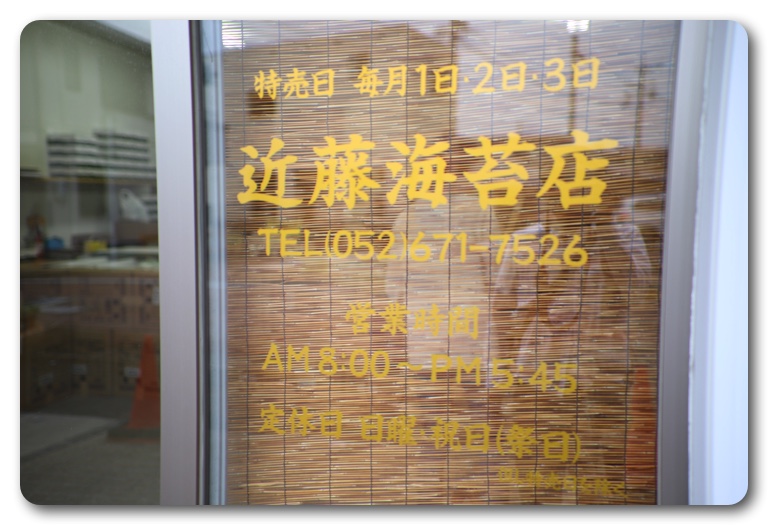 特売日 毎月1日・2日・3日
近藤海苔店
TEL(052)671-7526
営業時間
AM8:00～PM5:45
定休日 日曜・祝日(祭日)